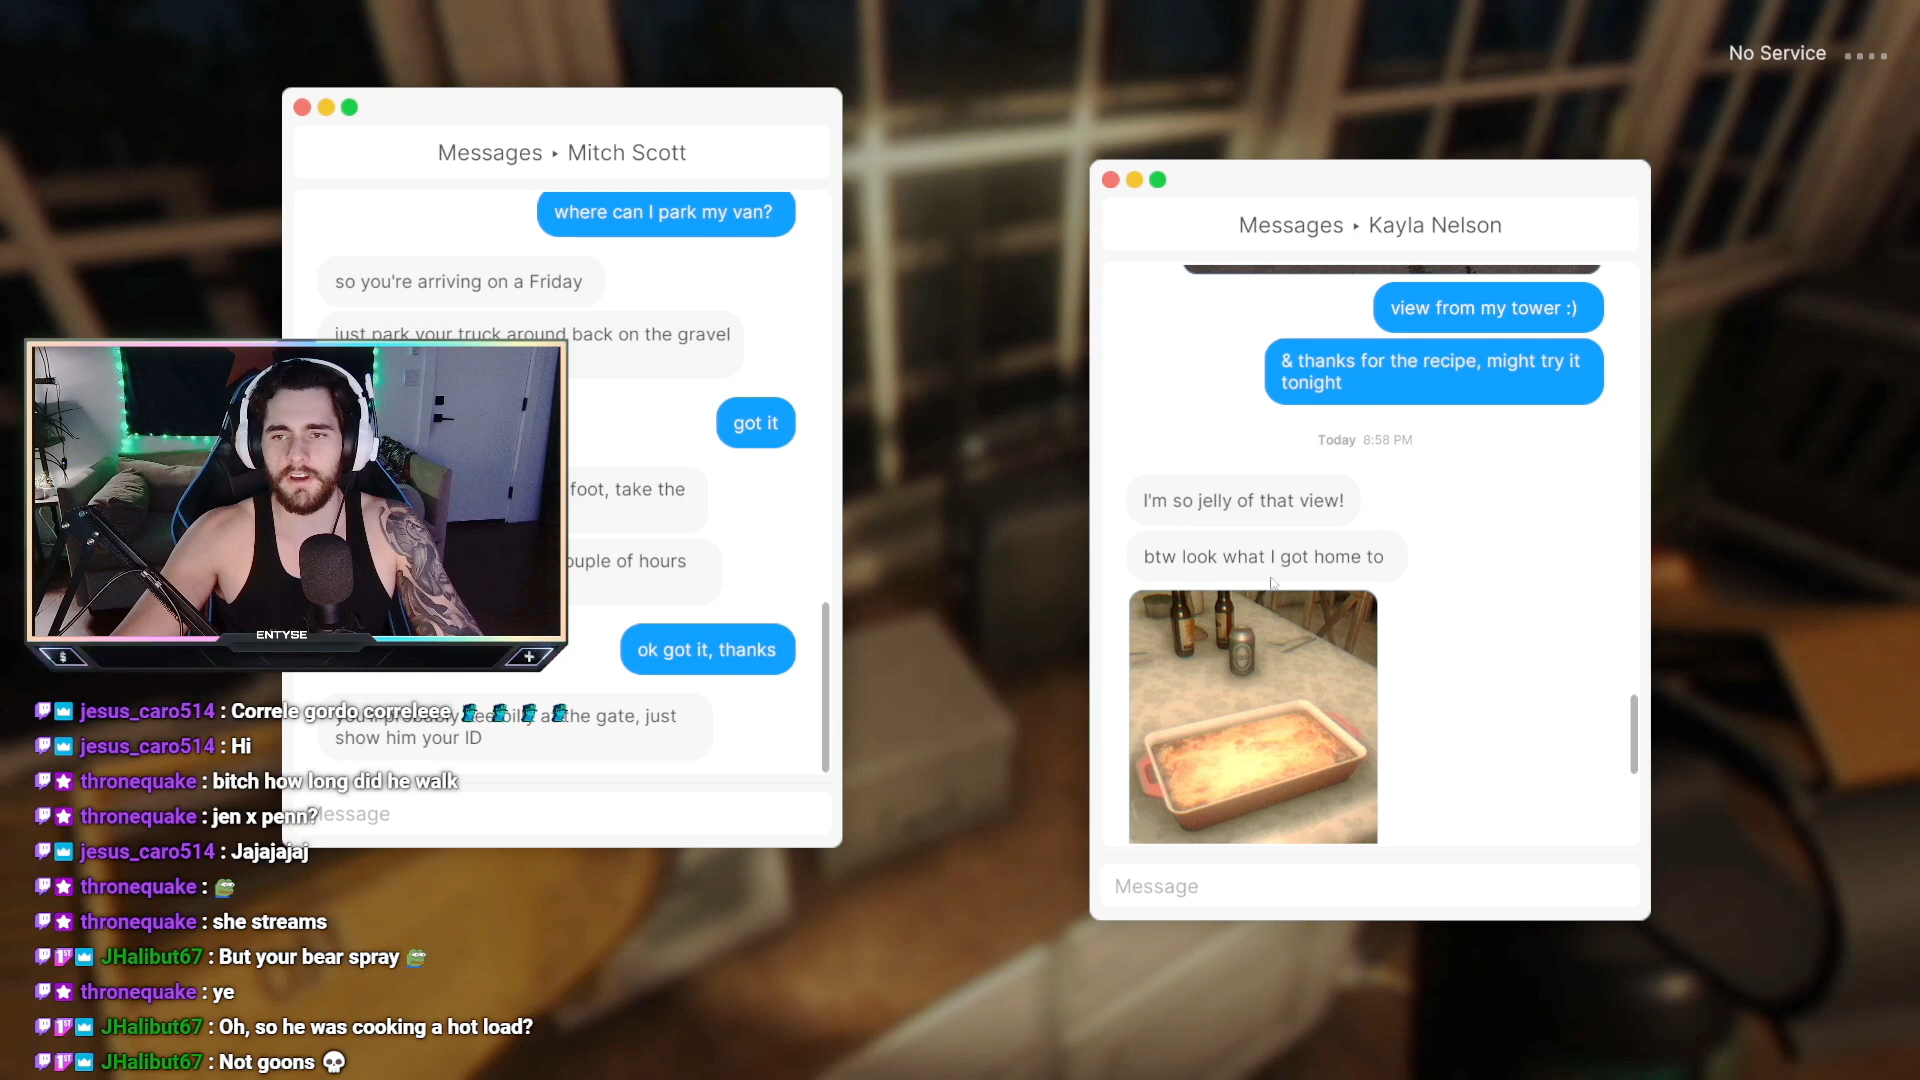 No Service
Messages ▸ Mitch Scott
where can I park my van?
so you're arriving on a Friday
just park your truck around back on the gravel
got it
foot, take the
ouple of hours
ok got it, thanks
the gate, just
show him your ID
Message
Messages ▸ Kayla Nelson
view from my tower :)
& thanks for the recipe, might try it
tonight
Today 8:58 PM
I'm so jelly of that view!
btw look what I got home to
Message
ENTYSE
jesus_caro514 : Correle gordo correleee
jesus_caro514 : Hi
thronequake : bitch how long did he walk
thronequake : jen x penn?
jesus_caro514 : Jajajajaj
thronequake :
thronequake : she streams
JHalibut67 : But your bear spray
thronequake : ye
JHalibut67 : Oh, so he was cooking a hot load?
JHalibut67 : Not goons